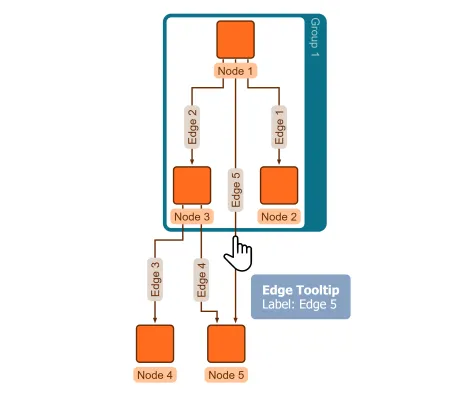 Group 1
Node 1
Edge 2
Edge 1
Edge 5
Node 3
Node 2
Edge 3
Edge 4
Edge Tooltip
Label: Edge 5
Node 4
Node 5